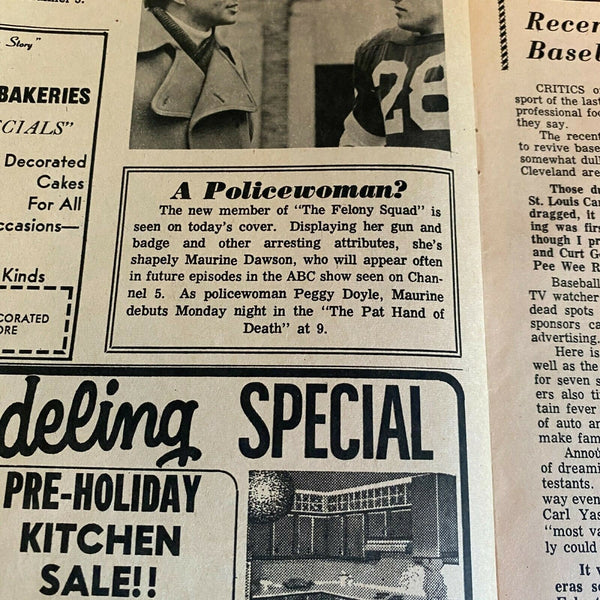 Story"
BAKERIES
CIALS"
Decorated
Cakes
For All
ccasions—
Kinds
CORATED
ORE
28
A Policewoman?
The new member of "The Felony Squad" is
seen on today's cover. Displaying her gun and
badge and other arresting attributes, she's
shapely Maurine Dawson, who will appear often
in future episodes in the ABC show seen on Chan-
nel 5. As policewoman Peggy Doyle, Maurine
debuts Monday night in the "The Pat Hand of
Death" at 9.
deling SPECIAL
PRE-HOLIDAY
KITCHEN
SALE!!
Recen
Baseb
CRITICS o
sport of the last
professional foo
they say.
The recent
to revive base
somewhat dull
Cleveland are
Those du
St. Louis Car
dragged, it
ing was firs
though I pr
and Curt Go
Pee Wee R
Baseball
TV watcher
dead spots
sponsors ca
advertising.
Here is
well as the
for seven s
ers also ti
tain fever
of auto an
make fam
Annou
of dreami
testants.
way even
Carl Yas
"most va
ly could
It v
eras s